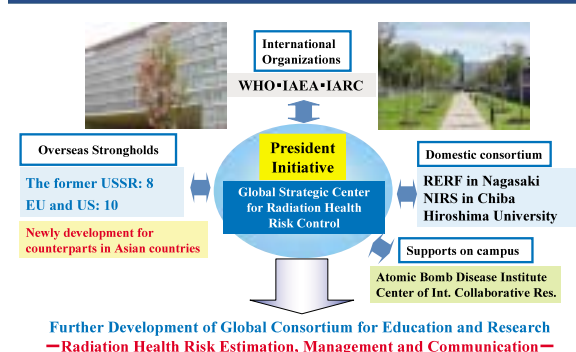 International
Organizations
WHO▪IAEA▪IARC
Overseas Strongholds
The former USSR: 8
EU and US: 10
Newly development for
counterparts in Asian countries
President
Initiative
Global Strategic Center
for Radiation Health
Risk Control
Domestic consortium
RERF in Nagasaki
NIRS in Chiba
Hiroshima University
Supports on campus
Atomic Bomb Disease Institute
Center of Int. Collaborative Res.
Further Development of Global Consortium for Education and Research
—Radiation Health Risk Estimation, Management and Communication—